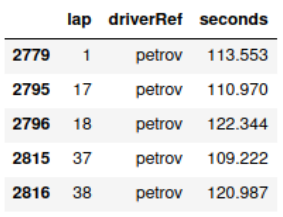 lap driverRef seconds
2779 1 petrov 113.553
2795 17 petrov 110.970
2796 18 petrov 122.344
2815 37 petrov 109.222
2816 38 petrov 120.987